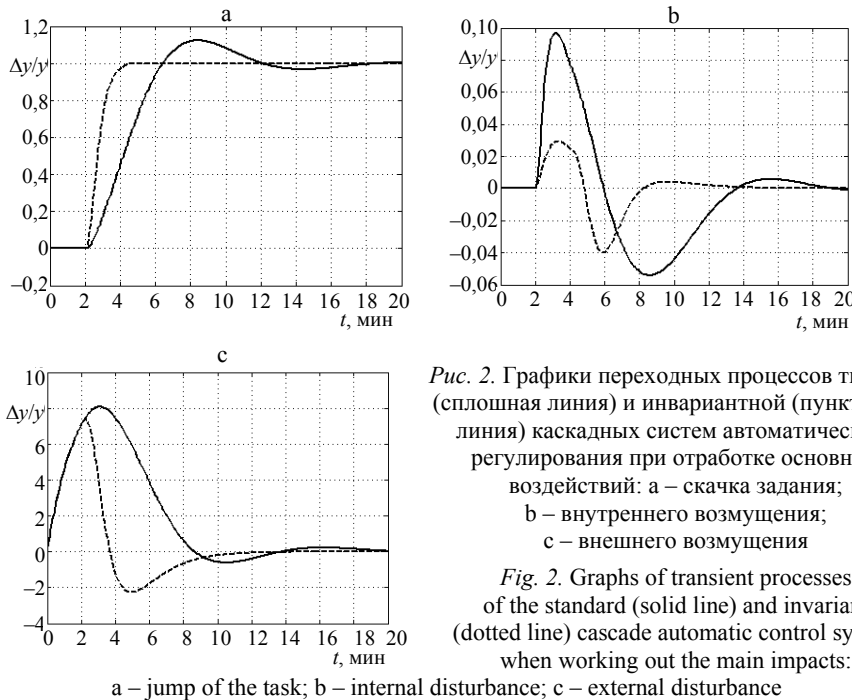 a
1,2
Δy/y
0,8
0,6
0,4
0,2
0
–0,2
0 2 4 6 8 10 12 14 16 18 20
t, мин
b
0,10
Δy/y
0,06
0,04
0,02
0
–0,02
–0,04
–0,06
0 2 4 6 8 10 12 14 16 18 20
t, мин
c
10
Δy/y
6
4
2
0
–2
–4
0 2 4 6 8 10 12 14 16 18 20
t, мин
Рис. 2. Графики переходных процессов ти
(сплошная линия) и инвариантной (пункт
линия) каскадных систем автоматичес
регулирования при отработке основн
воздействий: a – скачка задания;
b – внутреннего возмущения;
c – внешнего возмущения
Fig. 2. Graphs of transient processes
of the standard (solid line) and invaria
(dotted line) cascade automatic control sy
when working out the main impacts:
a – jump of the task; b – internal disturbance; c – external disturbance